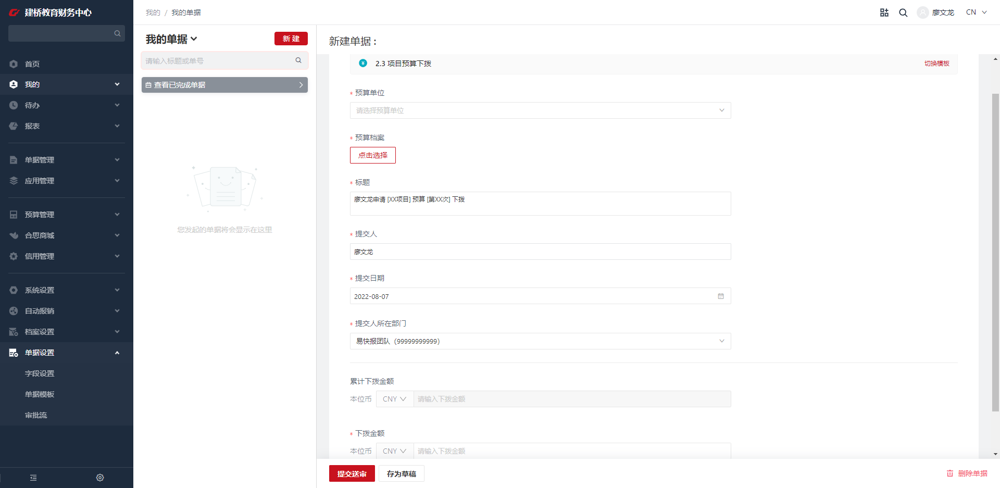 建桥教育财务中心
首页
我的
待办
报表
单据管理
应用管理
预算管理
合思商城
信用管理
系统设置
自动报销
档案设置
单据设置
字段设置
单据模板
审批流
我的 / 我的单据
廖文龙
CN
我的单据
新 建
请输入标题或单号
查看已完成单据
您发起的单据将会显示在这里
新建单据 :
2.3 项目预算下拨
切换模板
* 预算单位
请选择预算单位
* 预算档案
点击选择
* 标题
廖文龙申请 [XX项目] 预算 [第XX次] 下拨
* 提交人
廖文龙
* 提交日期
2022-08-07
* 提交人所在部门
易快报团队（99999999999）
累计下拨金额
本位币 CNY 请输入下拨金额
* 下拨金额
本位币 CNY 请输入下拨金额
提交送审
存为草稿
删除单据